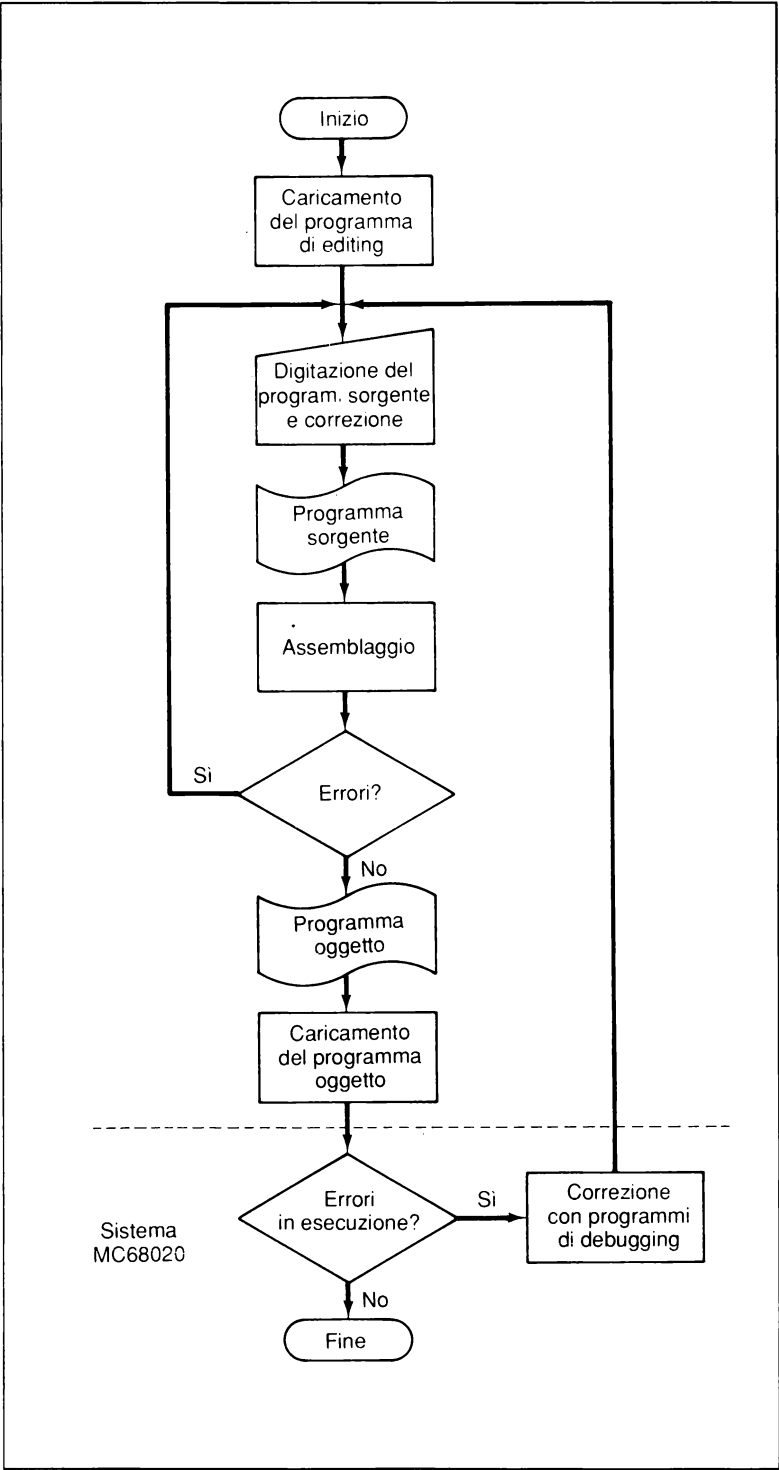 Inizio
Caricamento
del programma
di editing
Digitazione del
program. sorgente
e correzione
Programma
sorgente
Assemblaggio
Sì
Errori?
No
Programma
oggetto
Caricamento
del programma
oggetto
Errori
in esecuzione?
Sì
Correzione
con programmi
di debugging
Sistema
MC68020
No
Fine